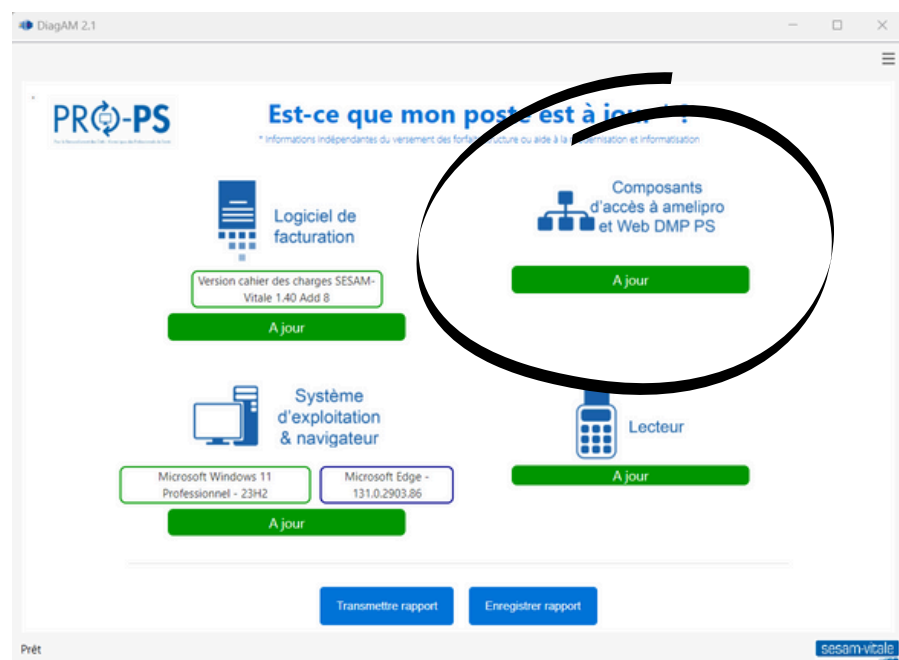 DiagAM 2.1
PRO-PS
Est-ce que mon poste est à jour * ?
* Informations indépendantes du versement des forfait structure ou aide à la modernisation et informatisation
Logiciel de
facturation
Version cahier des charges SESAM-
Vitale 1.40 Add 8
A jour
Composants
d'accès à amelipro
et Web DMP PS
A jour
Système
d'exploitation
& navigateur
Microsoft Windows 11
Professionnel - 23H2
Microsoft Edge -
131.0.2903.86
A jour
Lecteur
A jour
Transmettre rapport
Enregistrer rapport
Prêt
sesam-vitale